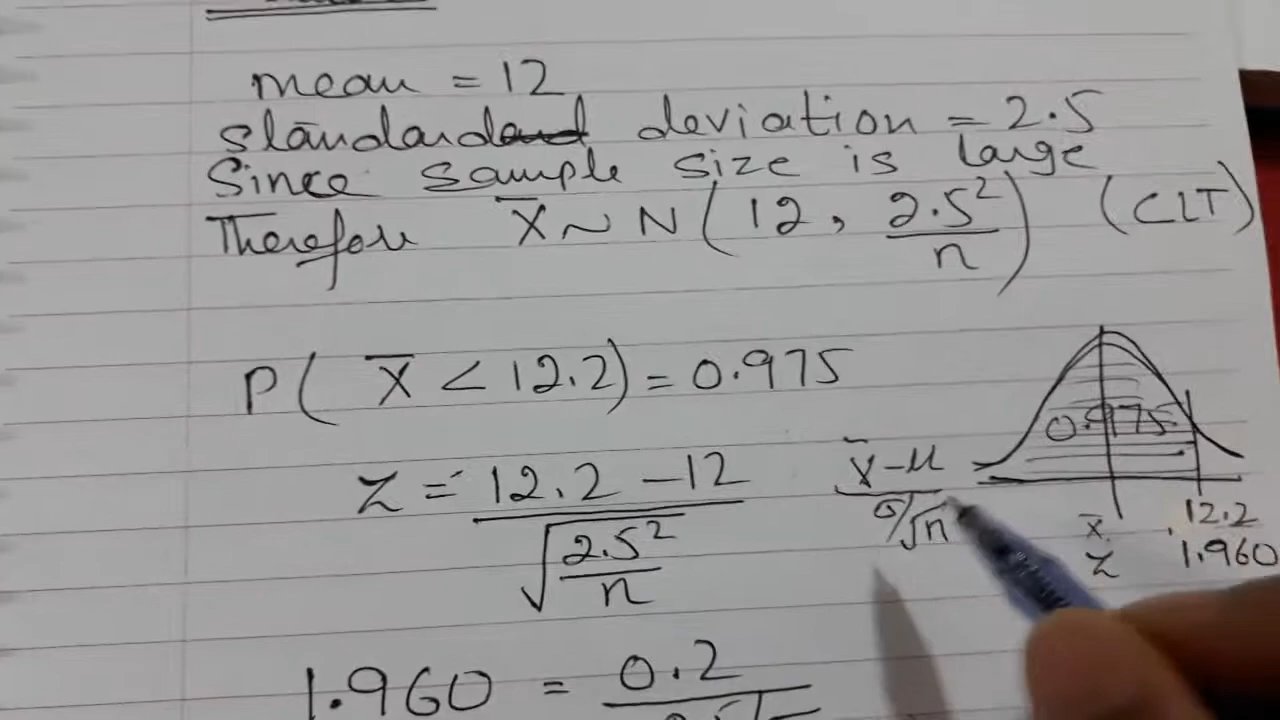 mean = 12
standard deviation = 2.5
Since sample size is large
Therefore X̄ ~ N(12, 2.5²/n) (CLT)
P(X̄ < 12.2) = 0.975
0.975
Z = (12.2 - 12)/√(2.5²/n)
(X̄-μ)/(σ/√n)
X̄ 12.2
Z 1.960
1.960 = 0.2